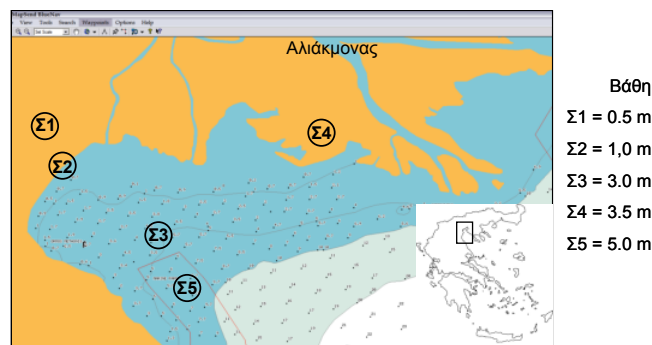 MapSend BlueNav
View Tools Search Waypoints Options Help
Αλιάκμονας
Σ1
Σ2
Σ3
Σ4
Σ5
Βάθη
Σ1 = 0.5 m
Σ2 = 1,0 m
Σ3 = 3.0 m
Σ4 = 3.5 m
Σ5 = 5.0 m